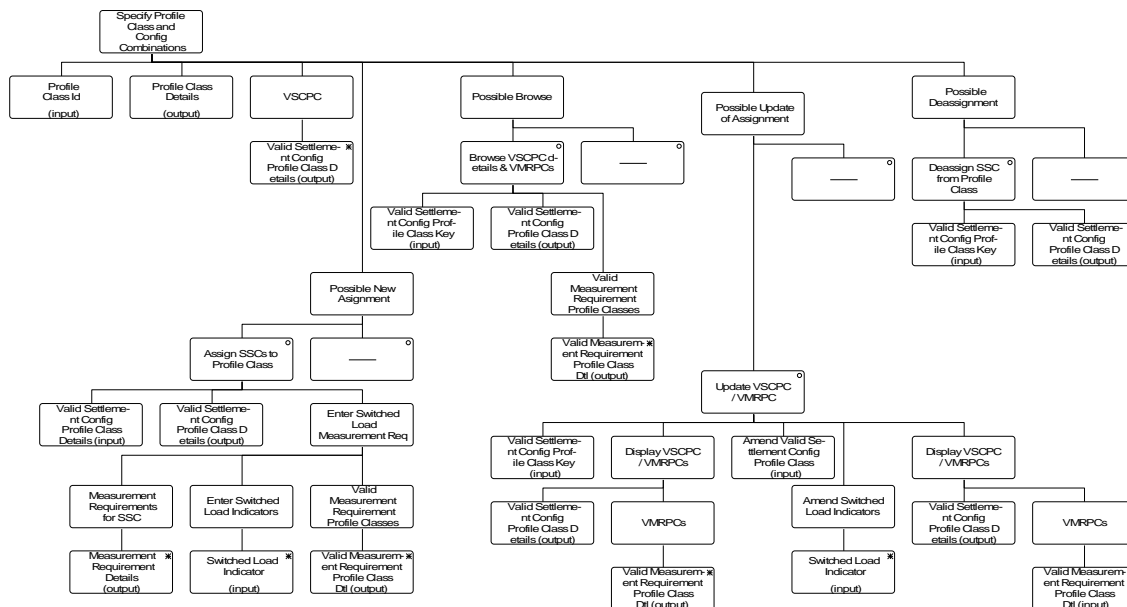 Specify Profile
Class and
Config
Combinations
Profile
Class Id
(input)
Profile Class
Details
(output)
VSCPC
Possible Browse
Possible Update
of Assignment
Possible
Deassignment
Valid Settleme-
nt Config
Profile Class D
etails (output)
Browse VSCPC d-
etails & VMRPCs
Deassign SSC
from Profile
Class
Valid Settleme-
nt Config Prof-
ile Class Key
(input)
Valid Settleme-
nt Config
Profile Class D
etails (output)
Valid Settleme-
nt Config Prof-
ile Class Key
(input)
Valid Settleme-
nt Config
Profile Class D
etails (output)
Possible New
Asignment
Valid
Measurement
Requirement
Profile Classes
Assign SSCs to
Profile Class
Valid Measurem-
ent Requirement
Profile Class
Dtl (output)
Update VSCPC
/ VMRPC
Valid Settleme-
nt Config
Profile Class
Details (input)
Valid Settleme-
nt Config
Profile Class D
etails (output)
Enter Switched
Load
Measurement Req
Valid Settleme-
nt Config Prof-
ile Class Key
(input)
Display VSCPC
/ VMRPCs
Amend Valid Se-
ttlement Config
Profile Class
(input)
Display VSCPC
/ VMRPCs
Measurement
Requirements
for SSC
Enter Switched
Load Indicators
Valid
Measurement
Requirement
Profile Classes
Valid Settleme-
nt Config
Profile Class D
etails (output)
VMRPCs
Amend Switched
Load Indicators
Valid Settleme-
nt Config
Profile Class D
etails (output)
VMRPCs
Measurement
Requirement
Details
(output)
Switched Load
Indicator
(input)
Valid Measurem-
ent Requirement
Profile Class
Dtl (output)
Valid Measurem-
ent Requirement
Profile Class
Dtl (output)
Switched Load
Indicator
(input)
Valid Measurem-
ent Requirement
Profile Class
Dtl (input)